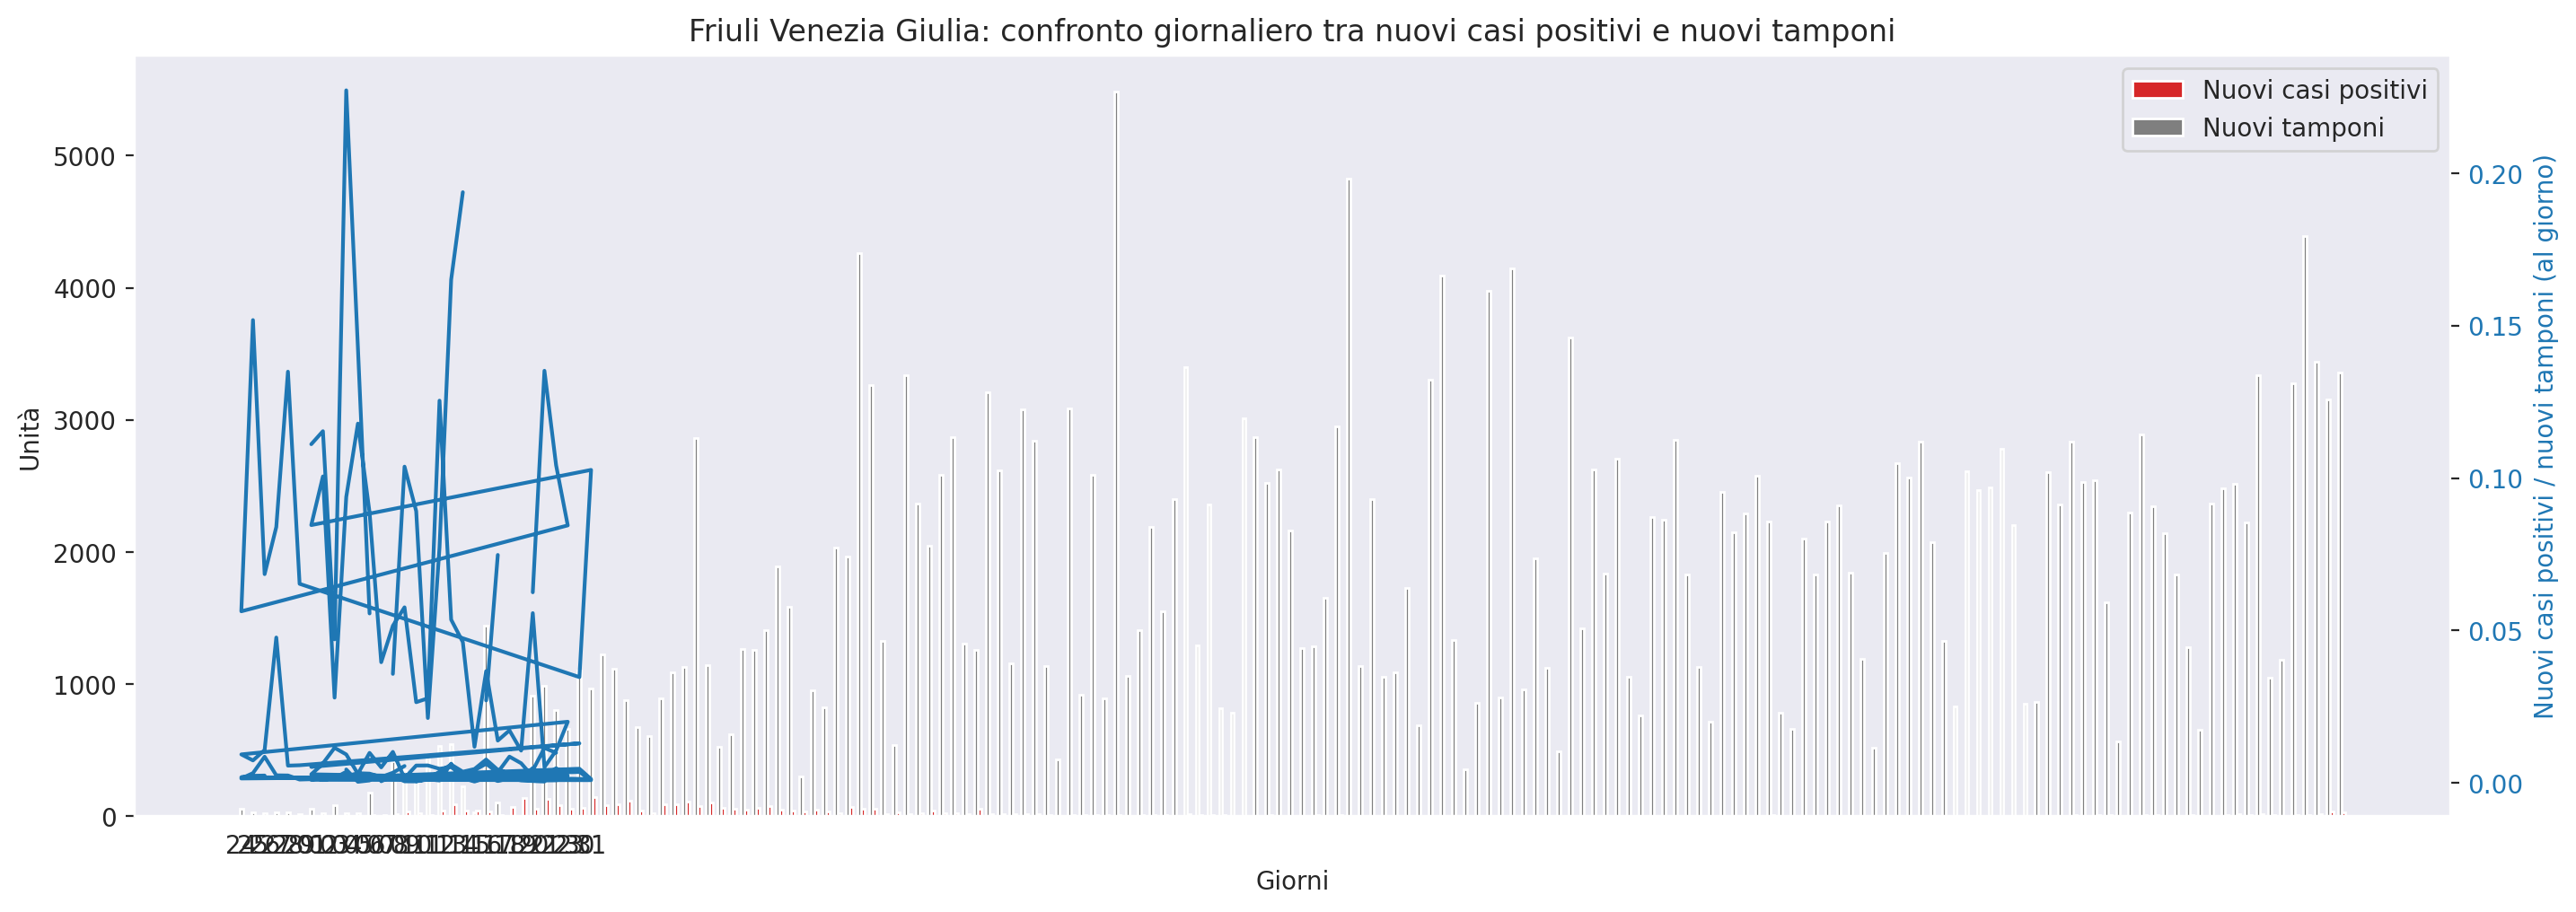 Friuli Venezia Giulia: confronto giornaliero tra nuovi casi positivi e nuovi tamponi
Nuovi casi positivi
Nuovi tamponi
5000
4000
3000
2000
1000
0
Unità
0.20
0.15
0.10
0.05
0.00
Nuovi casi positivi / nuovi tamponi (al giorno)
Giorni